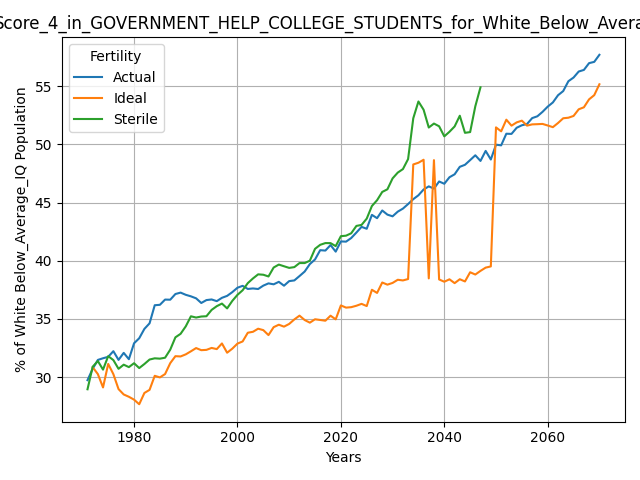 Score_4_in_GOVERNMENT_HELP_COLLEGE_STUDENTS_for_White_Below_Avera
Fertility
Actual
Ideal
Sterile
% of White Below_Average_IQ Population
55
50
45
40
35
30
1980 2000 2020 2040 2060
Years